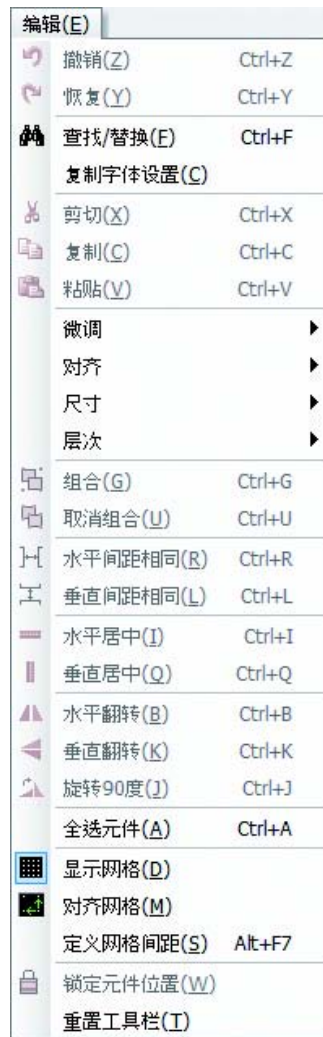 编辑(E)
撤销(Z) Ctrl+Z
恢复(Y) Ctrl+Y
查找/替换(F) Ctrl+F
复制字体设置(C)
剪切(X) Ctrl+X
复制(C) Ctrl+C
粘贴(V) Ctrl+V
微调
对齐
尺寸
层次
组合(G) Ctrl+G
取消组合(U) Ctrl+U
水平间距相同(R) Ctrl+R
垂直间距相同(L) Ctrl+L
水平居中(I) Ctrl+I
垂直居中(Q) Ctrl+Q
水平翻转(B) Ctrl+B
垂直翻转(K) Ctrl+K
旋转90度(J) Ctrl+J
全选元件(A) Ctrl+A
显示网格(D)
对齐网格(M)
定义网格间距(S) Alt+F7
锁定元件位置(W)
重置工具栏(T)